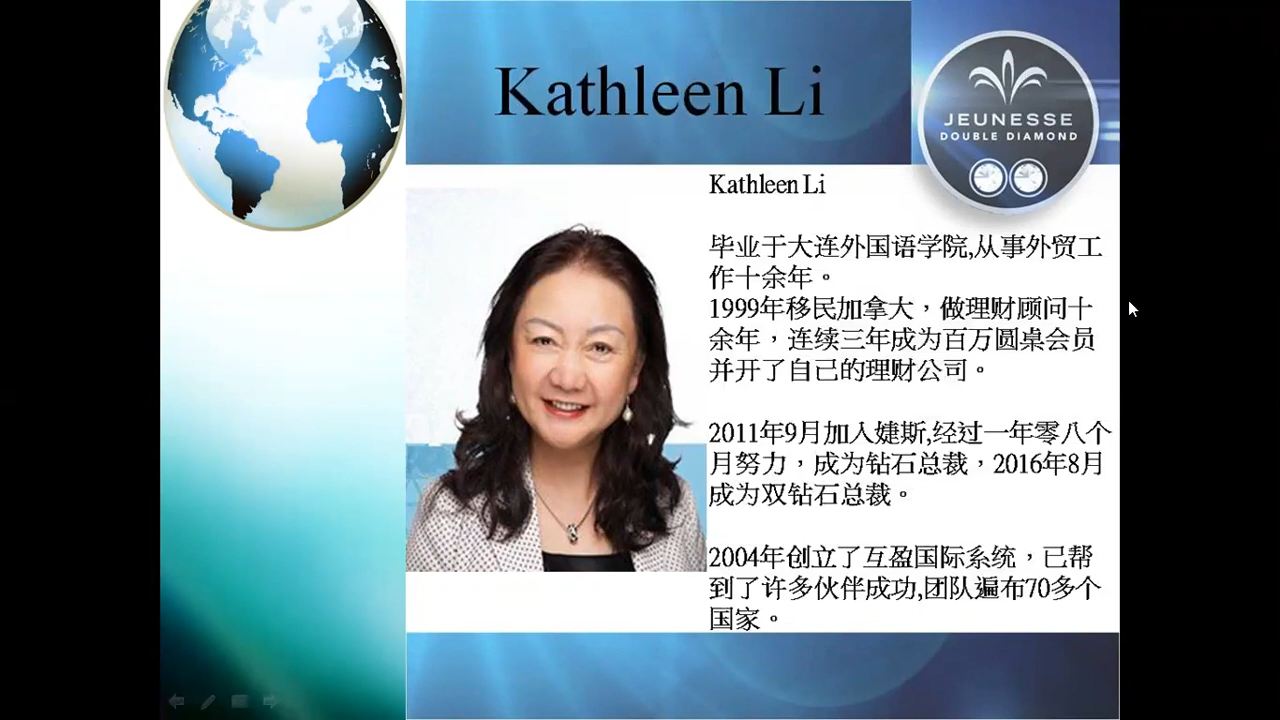 Kathleen Li
JEUNESSE
DOUBLE DIAMOND
Kathleen Li
毕业于大连外国语学院,从事外贸工
作十余年。
1999年移民加拿大，做理财顾问十
余年，连续三年成为百万圆桌会员
并开了自己的理财公司。
2011年9月加入婕斯,经过一年零八个
月努力，成为钻石总裁，2016年8月
成为双钻石总裁。
2004年创立了互盈国际系统，已帮
到了许多伙伴成功,团队遍布70多个
国家。